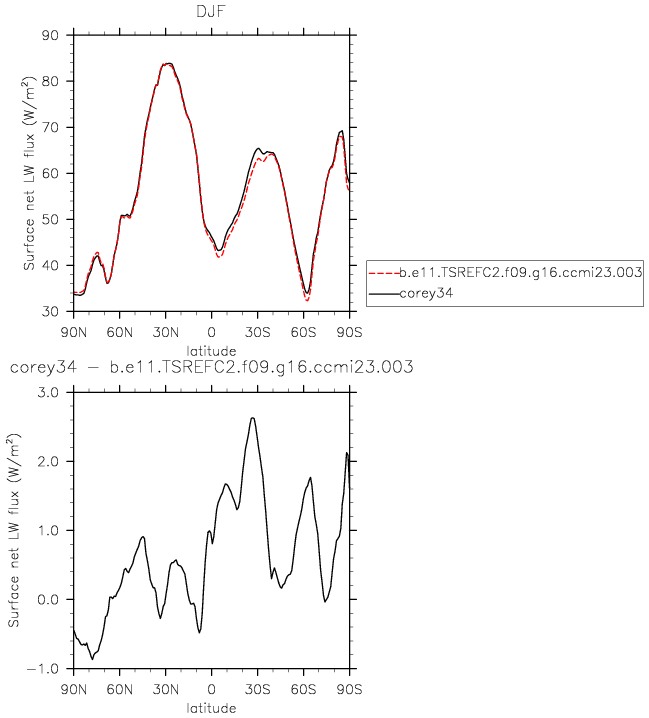 DJF
90
80
70
60
50
40
30
Surface net LW flux (W/m²)
90N 60N 30N 0 30S 60S 90S
latitude
b.e11.TSREFC2.f09.g16.ccmi23.003
corey34
corey34 − b.e11.TSREFC2.f09.g16.ccmi23.003
3.0
2.0
1.0
0.0
−1.0
Surface net LW flux (W/m²)
90N 60N 30N 0 30S 60S 90S
latitude